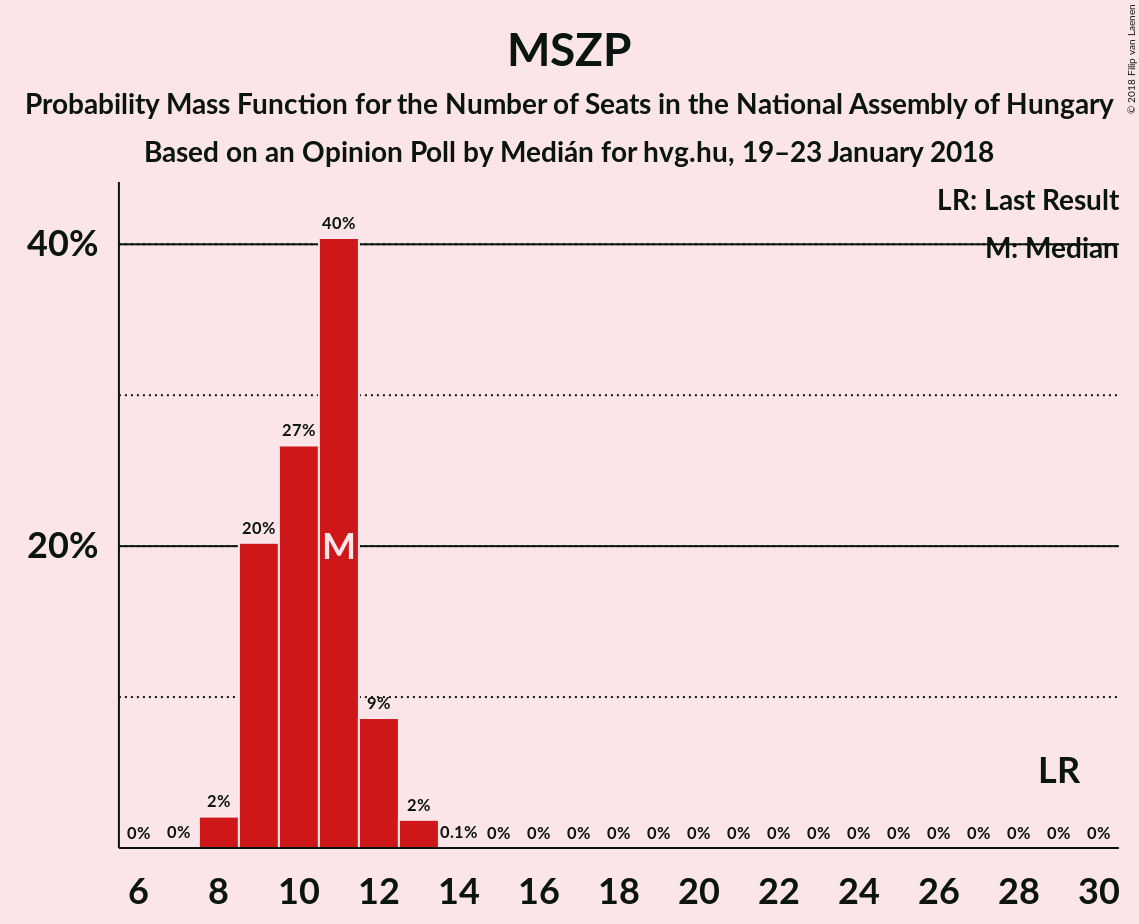 MSZP
Probability Mass Function for the Number of Seats in the National Assembly of Hungary
Based on an Opinion Poll by Medián for hvg.hu, 19–23 January 2018
© 2018 Filip van Laenen
LR: Last Result
M: Median
40%
20%
0% 0% 2% 20% 27% 40% 9% 2% 0.1% 0% 0% 0% 0% 0% 0% 0% 0% 0% 0% 0% 0% 0% 0% 0% 0%
M
LR
6 8 10 12 14 16 18 20 22 24 26 28 30